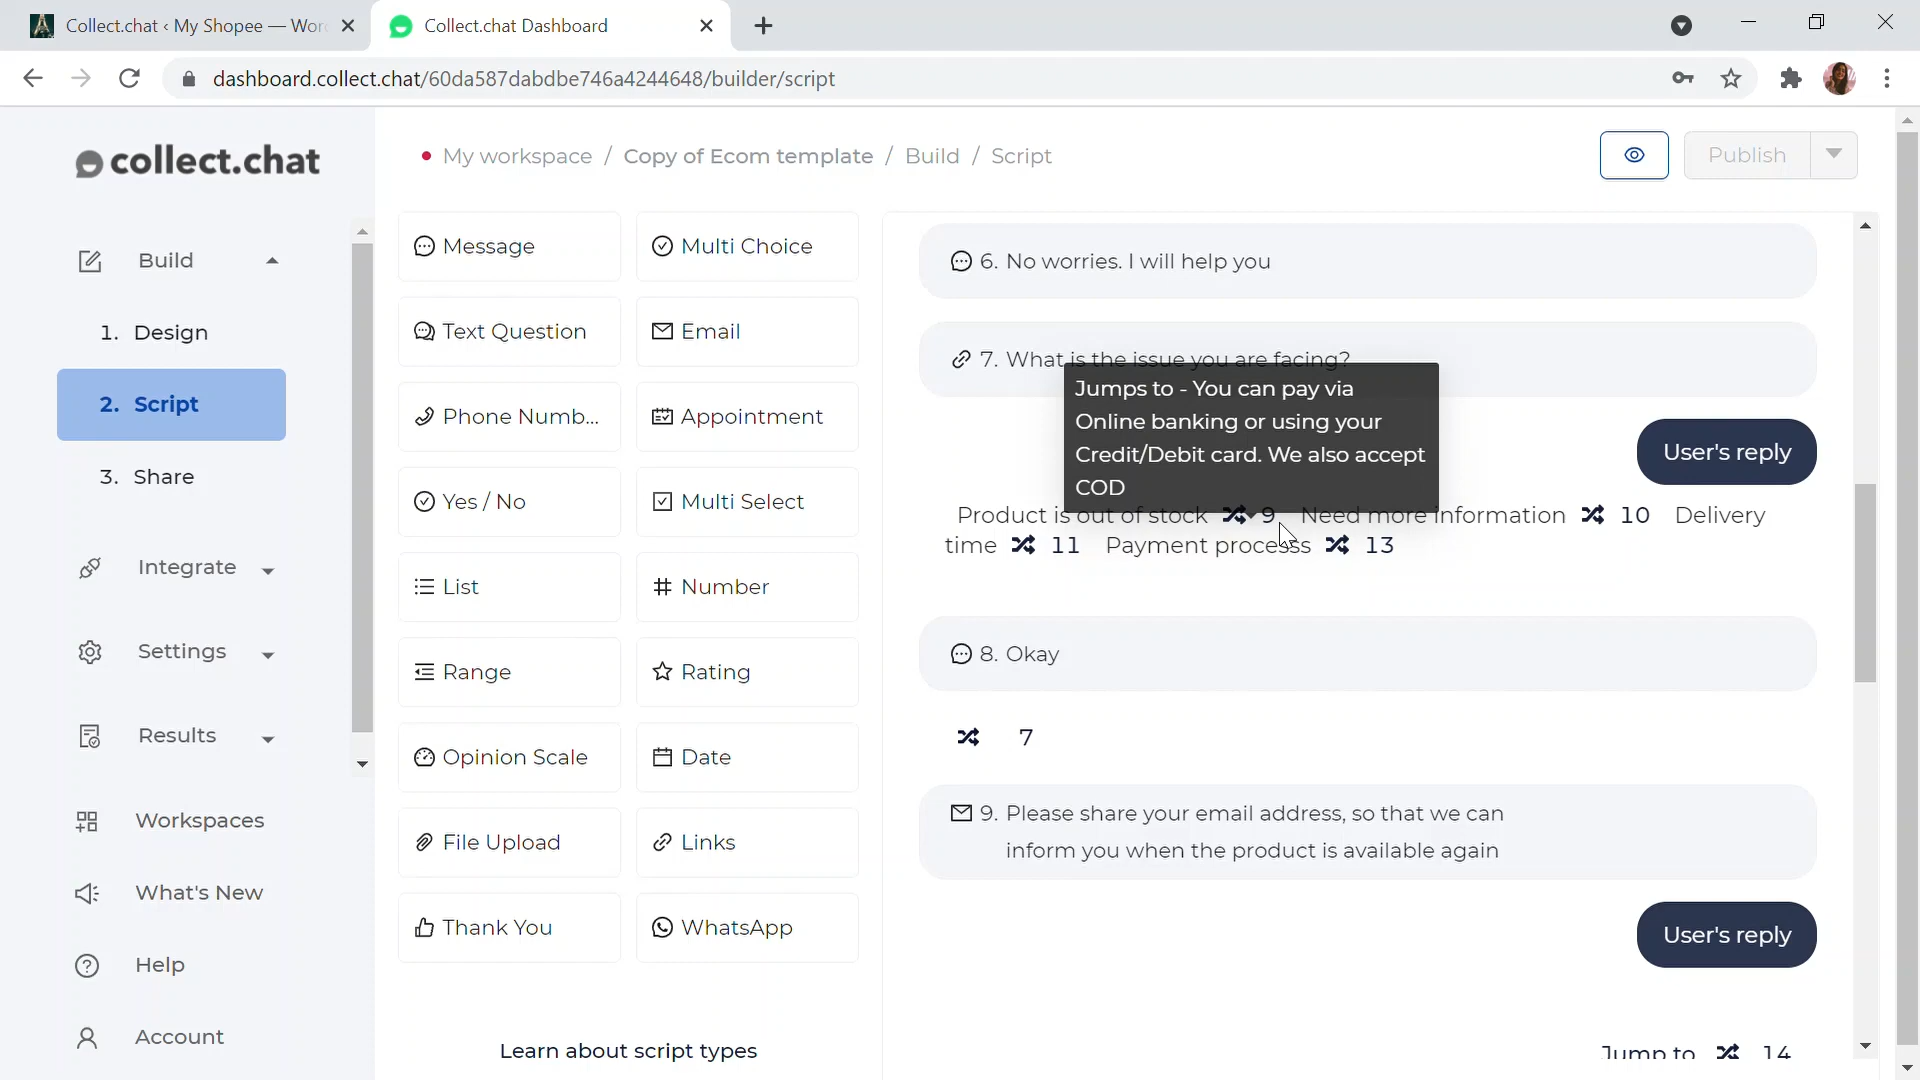 Collect.chat ‹ My Shopee — Wor
Collect.chat Dashboard
dashboard.collect.chat/60da587dabdbe746a4244648/builder/script
collect.chat
My workspace / Copy of Ecom template / Build / Script
Publish
Build
1. Design
2. Script
3. Share
Integrate
Settings
Results
Workspaces
What's New
Help
Account
Message
Multi Choice
Text Question
Email
Phone Numb...
Appointment
Yes / No
Multi Select
List
Number
Range
Rating
Opinion Scale
Date
File Upload
Links
Thank You
WhatsApp
Learn about script types
6. No worries. I will help you
7. What is the issue you are facing?
Jumps to - You can pay via
Online banking or using your
Credit/Debit card. We also accept
COD
User's reply
Product is out of stock 9 Need more information 10 Delivery
time 11 Payment process 13
8. Okay
7
9. Please share your email address, so that we can
inform you when the product is available again
User's reply
Jump to 14